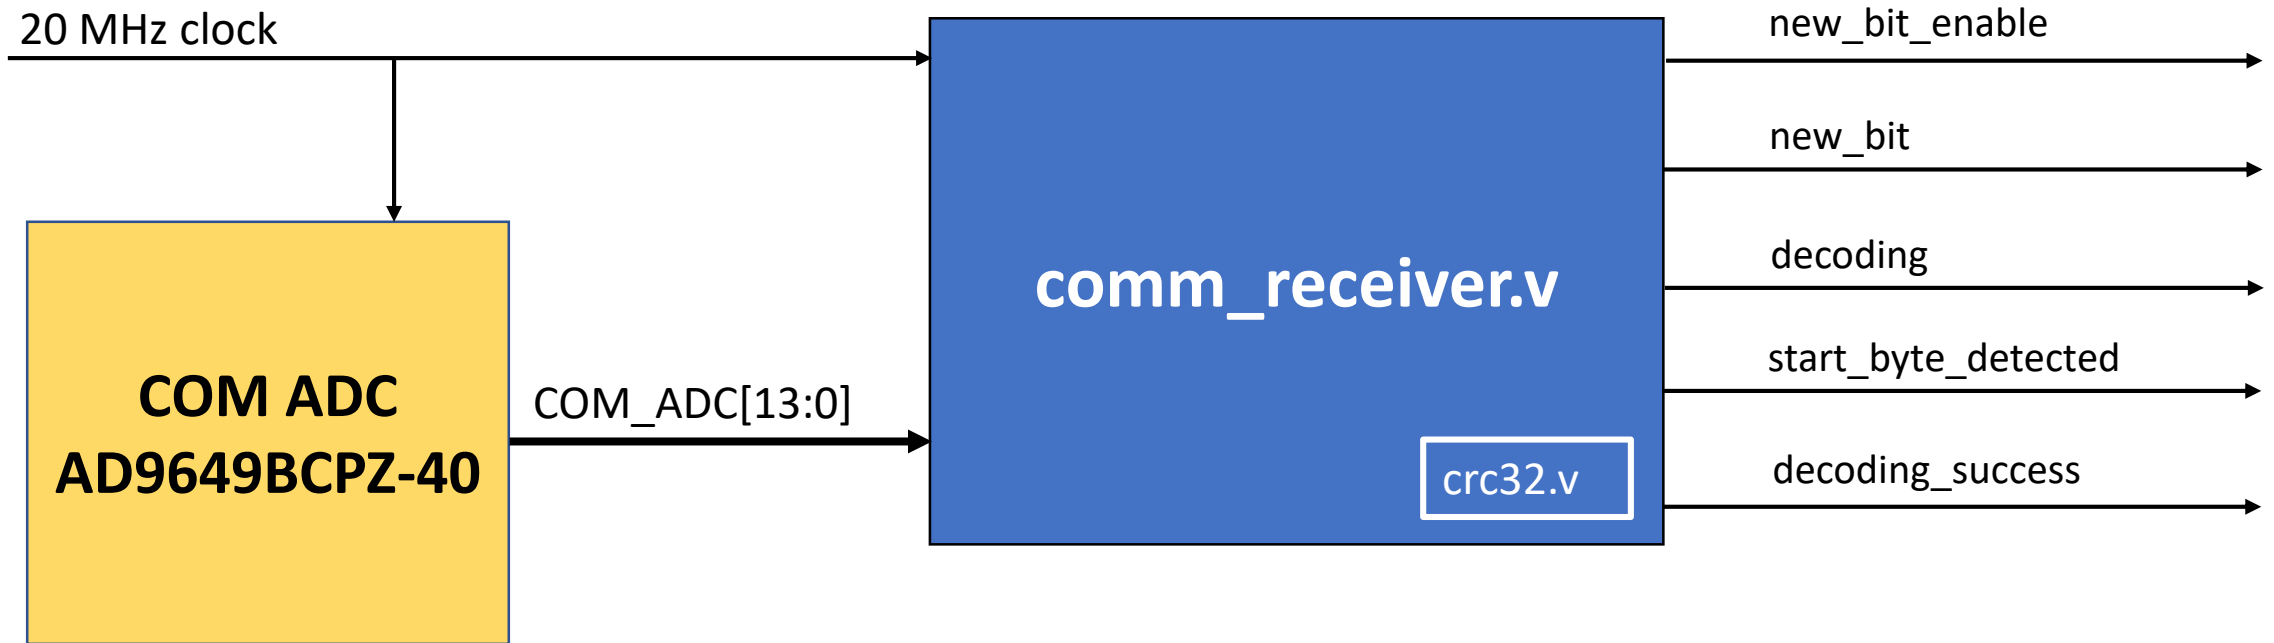 20 MHz clock
new_bit_enable
new_bit
decoding
comm_receiver.v
start_byte_detected
COM ADC
AD9649BCPZ-40
COM_ADC[13:0]
crc32.v
decoding_success